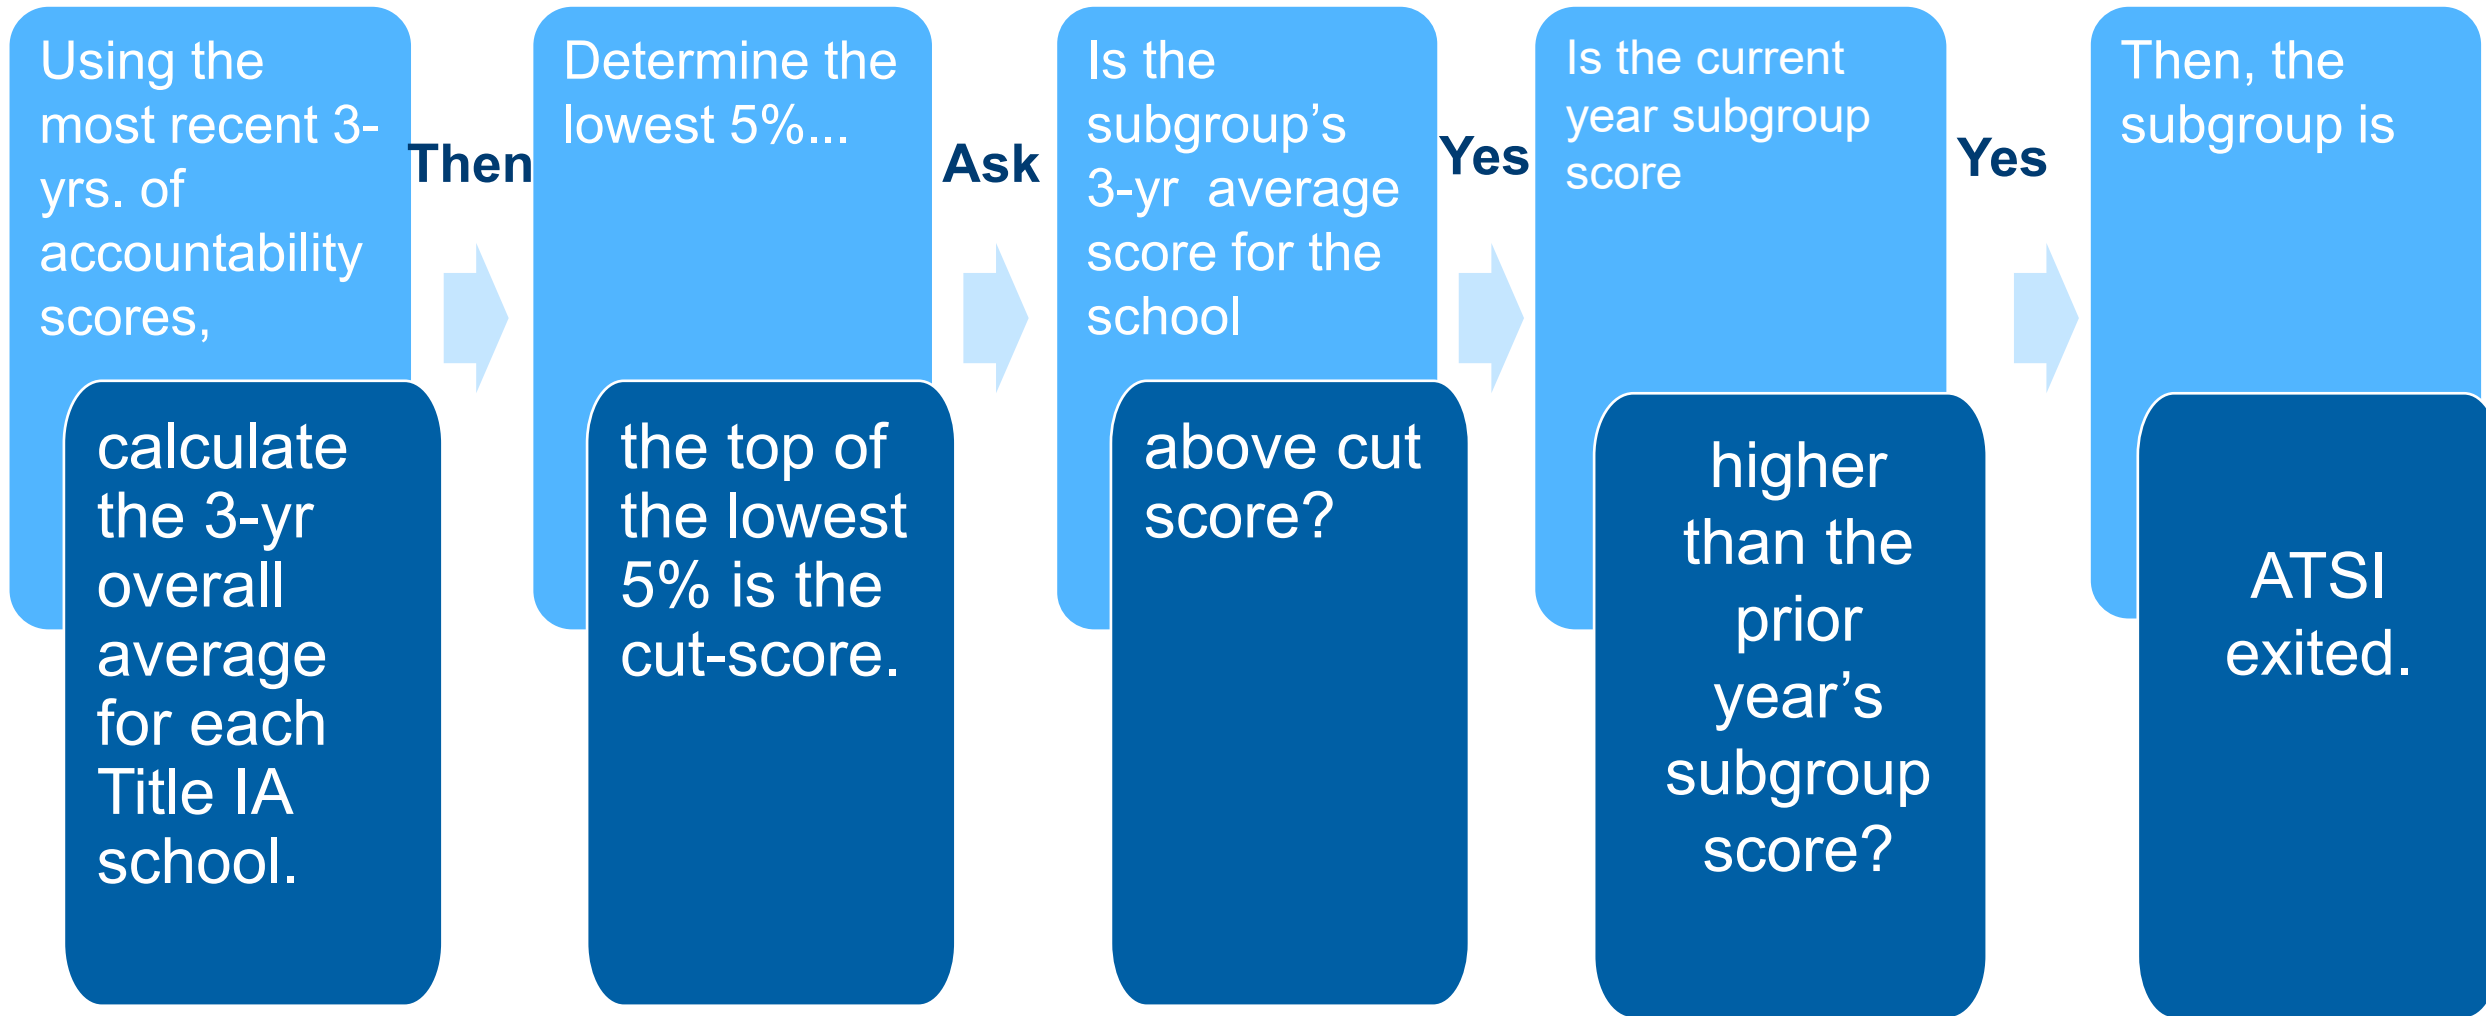 Using the
most recent 3-
yrs. of
accountability
scores,
calculate
the 3-yr
overall
average
for each
Title IA
school.
Then
Determine the
lowest 5%...
the top of
the lowest
5% is the
cut-score.
Ask
Is the
subgroup’s
3-yr  average
score for the
school
above cut
score?
Yes
Is the current
year subgroup
score
higher
than the
prior
year’s
subgroup
score?
Yes
Then, the
subgroup is
ATSI
exited.